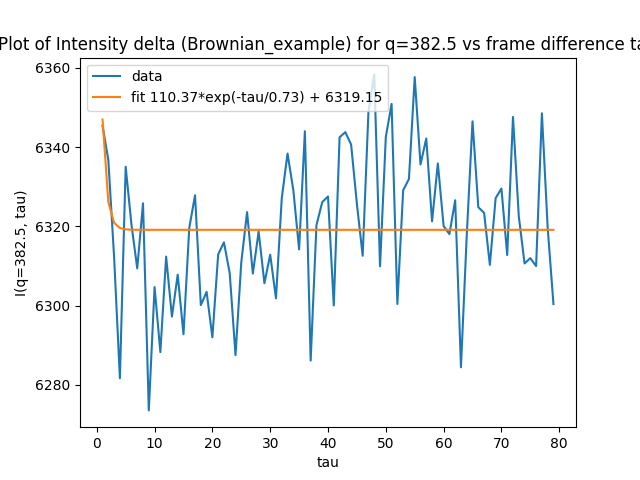 Plot of Intensity delta (Brownian_example) for q=382.5 vs frame difference ta
data
fit 110.37*exp(-tau/0.73) + 6319.15
I(q=382.5, tau)
6360
6340
6320
6300
6280
0 10 20 30 40 50 60 70 80
tau